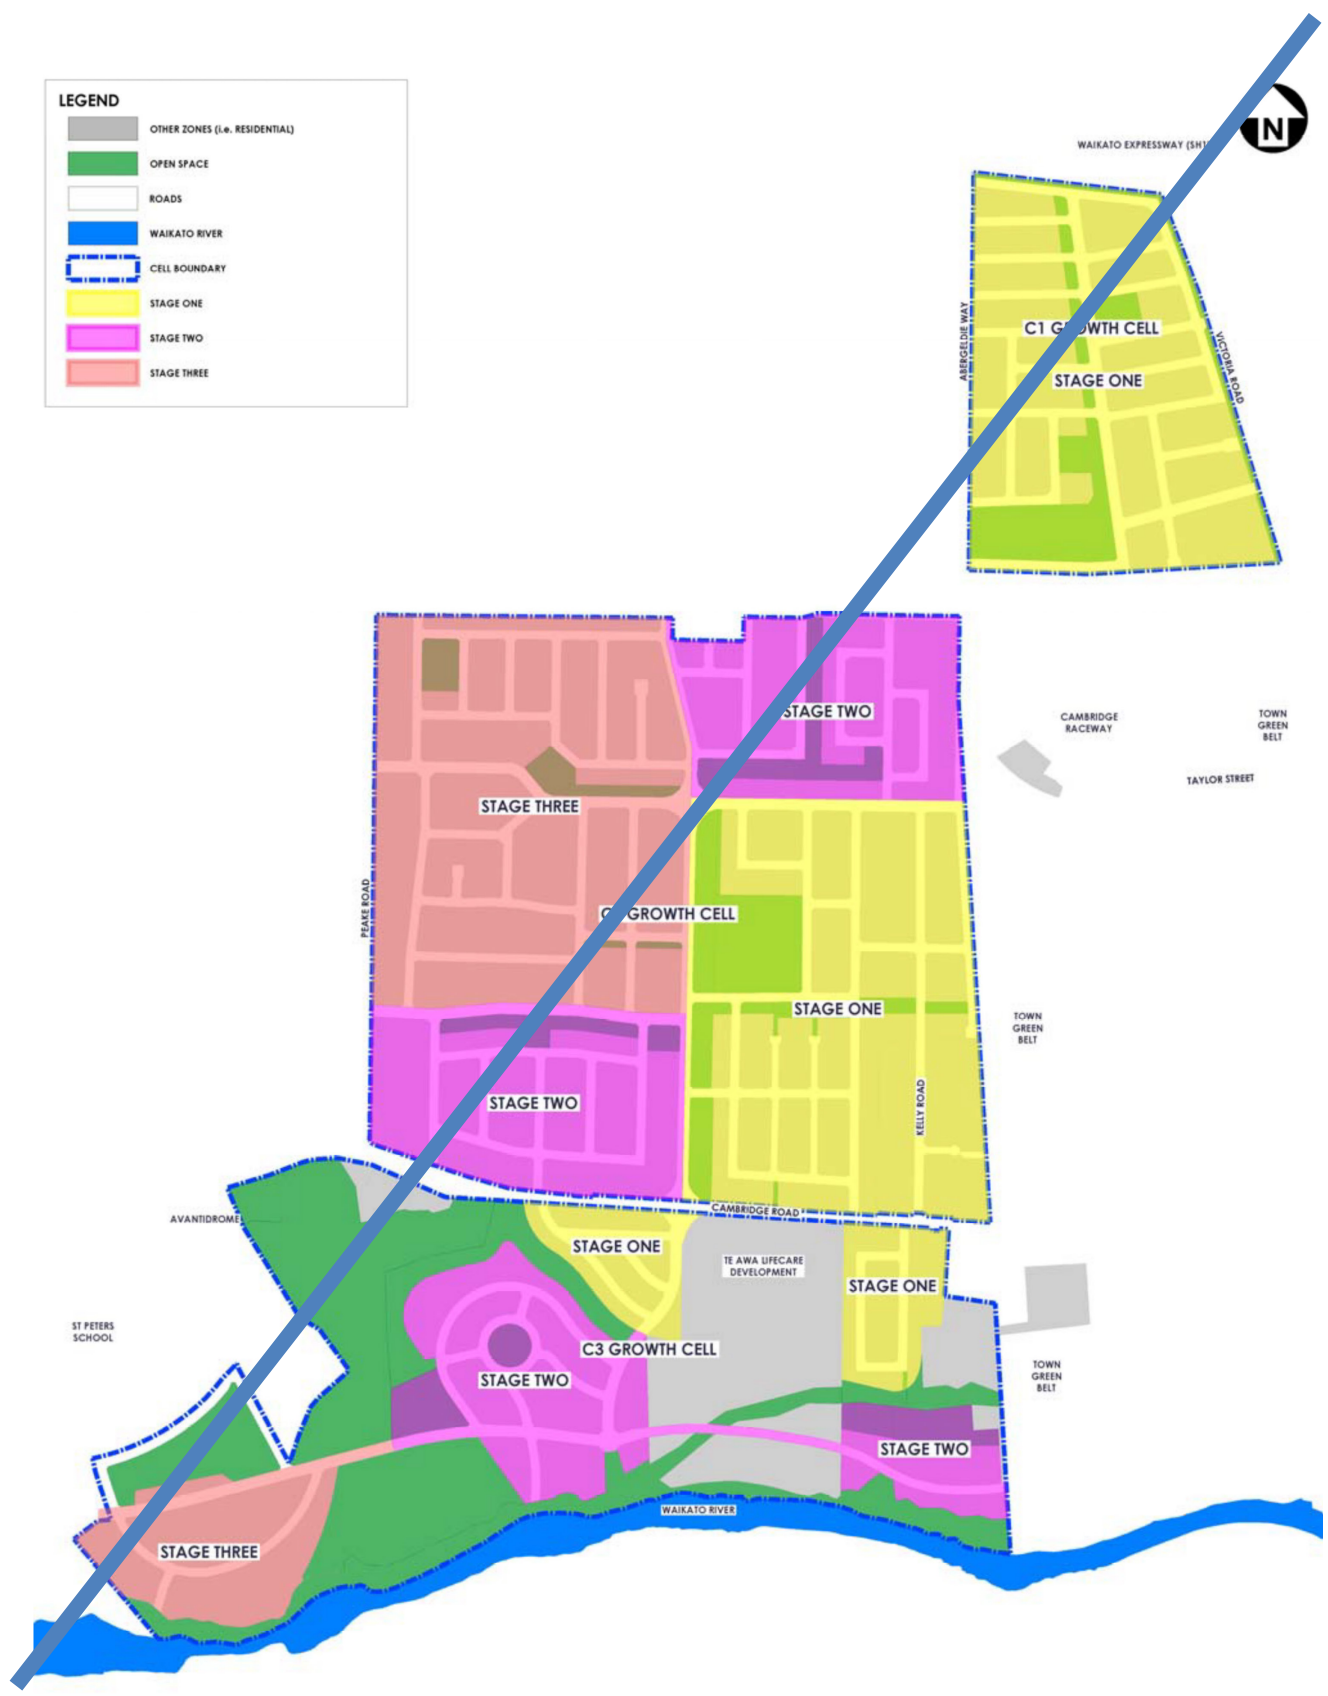 LEGEND
OTHER ZONES (i.e. RESIDENTIAL)
OPEN SPACE
ROADS
WAIKATO RIVER
CELL BOUNDARY
STAGE ONE
STAGE TWO
STAGE THREE
N
WAIKATO EXPRESSWAY
ABERGELDIE WAY
C1 GROWTH CELL
STAGE ONE
VICTORIA ROAD
STAGE TWO
CAMBRIDGE
RACEWAY
TOWN
GREEN
BELT
TAYLOR STREET
STAGE THREE
PEAKE ROAD
GROWTH CELL
STAGE ONE
TOWN
GREEN
BELT
KELLY ROAD
STAGE TWO
AVANTIDROME
CAMBRIDGE ROAD
STAGE ONE
TE AWA LIFECARE
DEVELOPMENT
STAGE ONE
ST PETERS
SCHOOL
C3 GROWTH CELL
STAGE TWO
TOWN
GREEN
BELT
STAGE TWO
WAIKATO RIVER
STAGE THREE